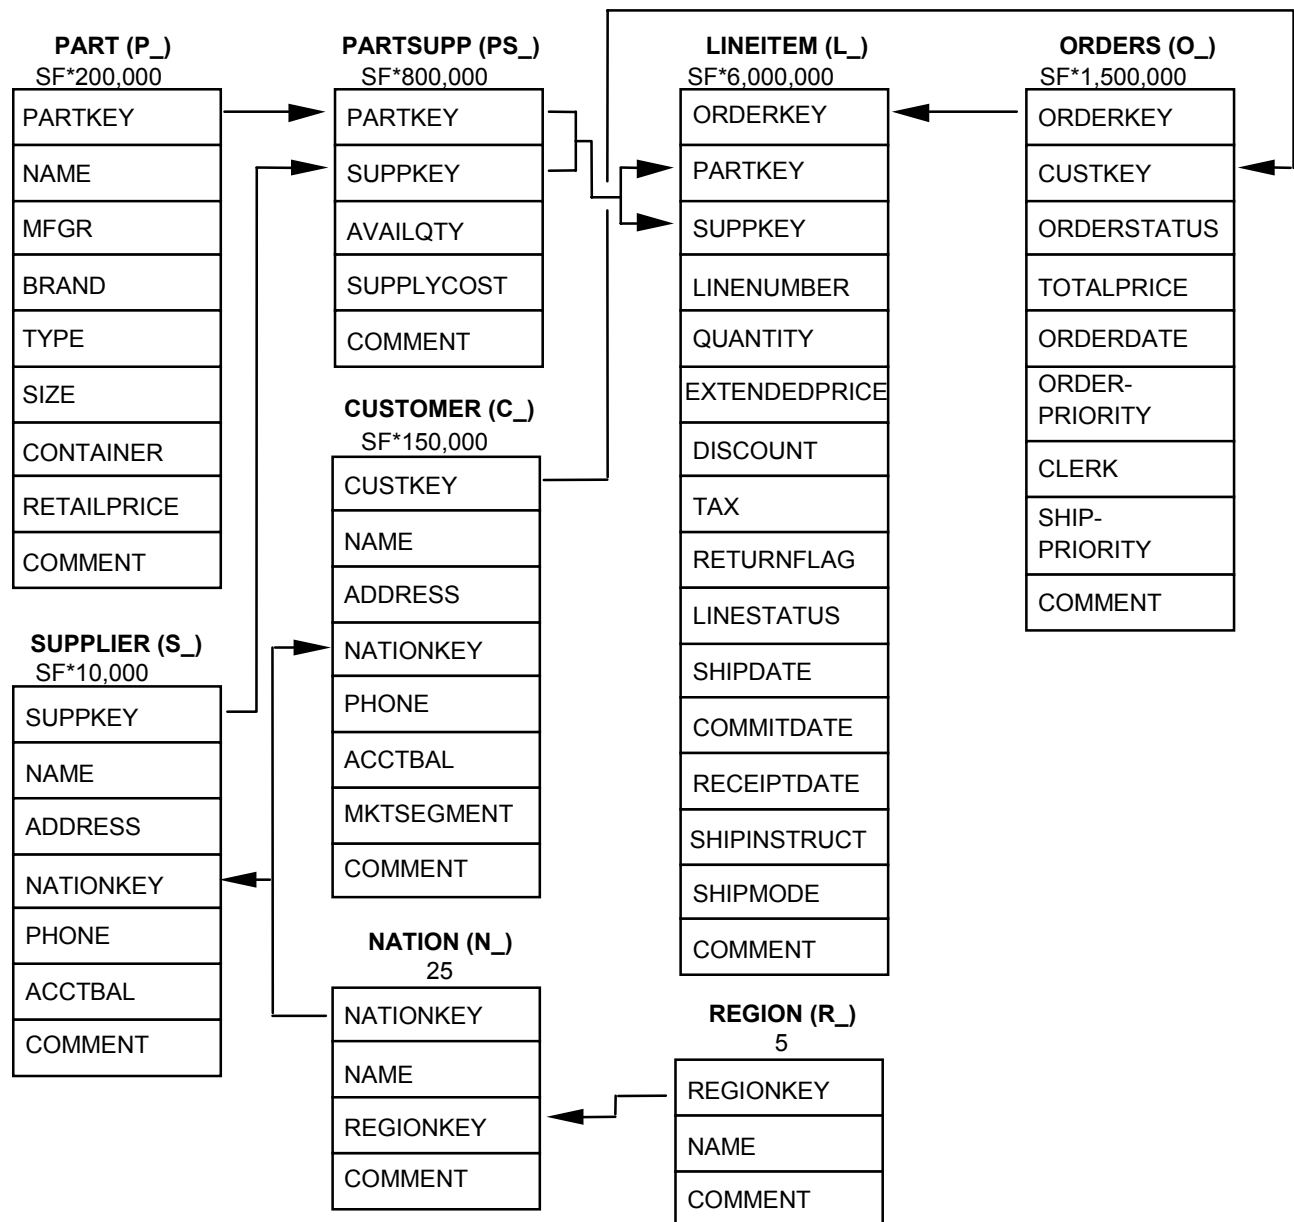 PART (P_)
SF*200,000
PARTKEY
NAME
MFGR
BRAND
TYPE
SIZE
CONTAINER
RETAILPRICE
COMMENT
SUPPLIER (S_)
SF*10,000
SUPPKEY
NAME
ADDRESS
NATIONKEY
PHONE
ACCTBAL
COMMENT
PARTSUPP (PS_)
SF*800,000
PARTKEY
SUPPKEY
AVAILQTY
SUPPLYCOST
COMMENT
CUSTOMER (C_)
SF*150,000
CUSTKEY
NAME
ADDRESS
NATIONKEY
PHONE
ACCTBAL
MKTSEGMENT
COMMENT
NATION (N_)
25
NATIONKEY
NAME
REGIONKEY
COMMENT
LINEITEM (L_)
SF*6,000,000
ORDERKEY
PARTKEY
SUPPKEY
LINENUMBER
QUANTITY
EXTENDEDPRICE
DISCOUNT
TAX
RETURNFLAG
LINESTATUS
SHIPDATE
COMMITDATE
RECEIPTDATE
SHIPINSTRUCT
SHIPMODE
COMMENT
REGION (R_)
5
REGIONKEY
NAME
COMMENT
ORDERS (O_)
SF*1,500,000
ORDERKEY
CUSTKEY
ORDERSTATUS
TOTALPRICE
ORDERDATE
ORDER-
PRIORITY
CLERK
SHIP-
PRIORITY
COMMENT